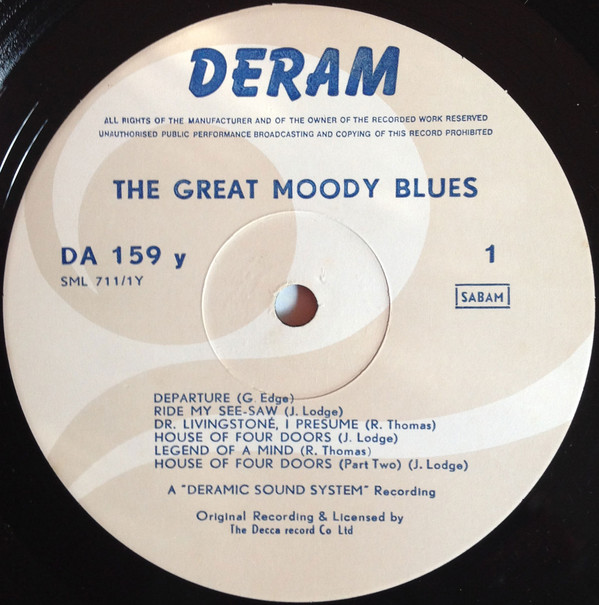 DERAM
ALL RIGHTS OF THE MANUFACTURER AND OF THE OWNER OF THE RECORDED WORK RESERVED
UNAUTHORISED PUBLIC PERFORMANCE BROADCASTING AND COPYING OF THIS RECORD PROHIBITED
THE GREAT MOODY BLUES
DA 159 y 1
SML 711/1Y SABAM
DEPARTURE (G. Edge)
RIDE MY SEE-SAW (J. Lodge)
DR. LIVINGSTONE, I PRESUME (R. Thomas)
HOUSE OF FOUR DOORS (J. Lodge)
LEGEND OF A MIND (R. Thomas)
HOUSE OF FOUR DOORS (Part Two) (J. Lodge)
A "DERAMIC SOUND SYSTEM" Recording
Original Recording & Licensed by
The Decca record Co Ltd